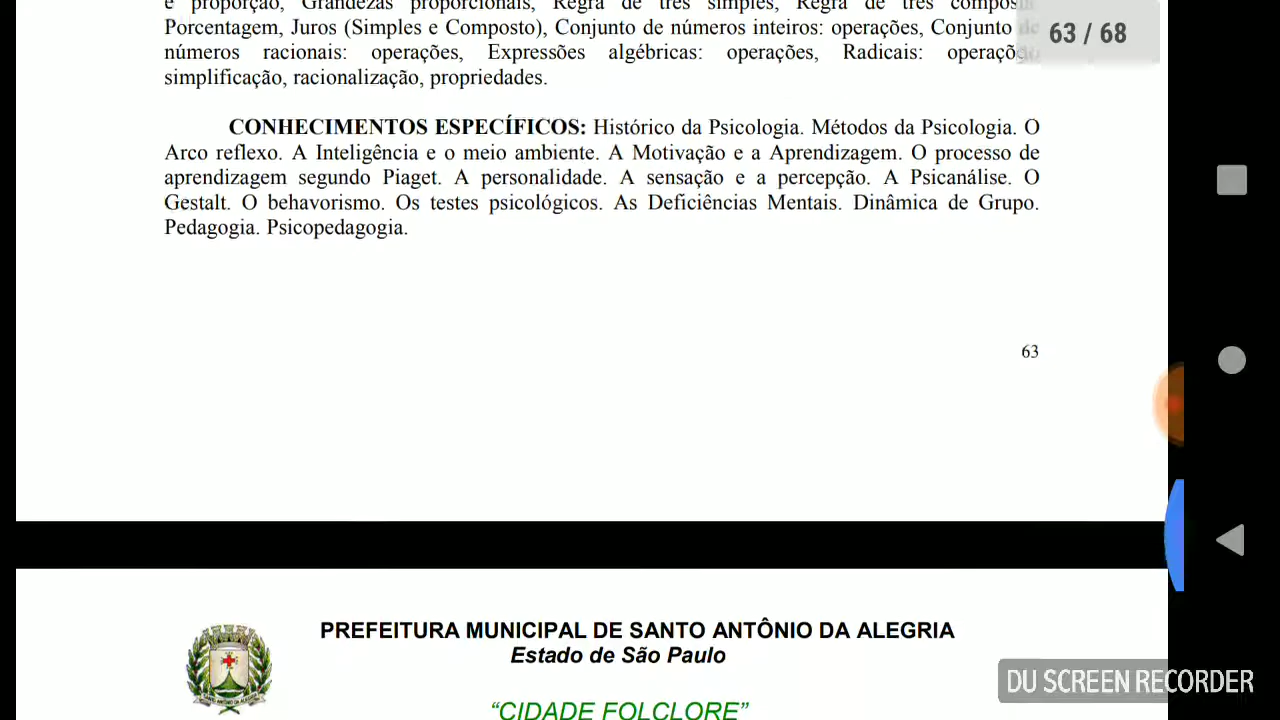 e proporção, Grandezas proporcionais, Regra de três simples, Regra de três composta,
Porcentagem, Juros (Simples e Composto), Conjunto de números inteiros: operações, Conjunto de
números racionais: operações, Expressões algébricas: operações, Radicais: operações
simplificação, racionalização, propriedades.
63 / 68
CONHECIMENTOS ESPECÍFICOS: Histórico da Psicologia. Métodos da Psicologia. O
Arco reflexo. A Inteligência e o meio ambiente. A Motivação e a Aprendizagem. O processo de
aprendizagem segundo Piaget. A personalidade. A sensação e a percepção. A Psicanálise. O
Gestalt. O behavorismo. Os testes psicológicos. As Deficiências Mentais. Dinâmica de Grupo.
Pedagogia. Psicopedagogia.
63
PREFEITURA MUNICIPAL DE SANTO ANTÔNIO DA ALEGRIA
Estado de São Paulo
“CIDADE FOLCLORE”
DU SCREEN RECORDER